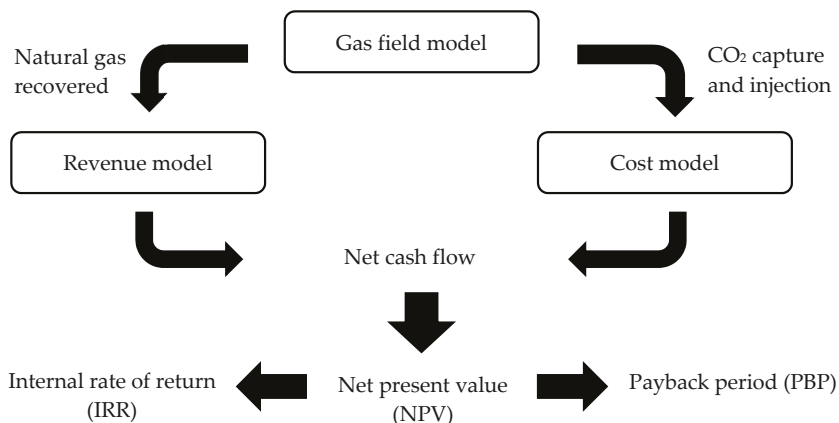 Gas field model
Natural gas
recovered
CO₂ capture
and injection
Revenue model
Cost model
Net cash flow
Internal rate of return
(IRR)
Net present value
(NPV)
Payback period (PBP)